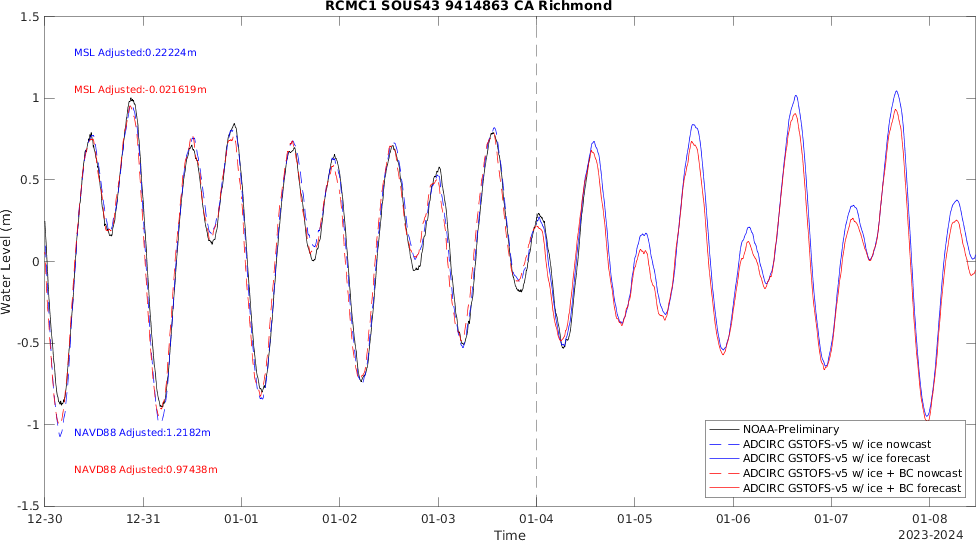 RCMC1 SOUS43 9414863 CA Richmond
1.5
1
0.5
0
-0.5
-1
-1.5
Water Level (m)
MSL Adjusted:0.22224m
MSL Adjusted:-0.021619m
NAVD88 Adjusted:1.2182m
NAVD88 Adjusted:0.97438m
NOAA-Preliminary
ADCIRC GSTOFS-v5 w/ ice nowcast
ADCIRC GSTOFS-v5 w/ ice forecast
ADCIRC GSTOFS-v5 w/ ice + BC nowcast
ADCIRC GSTOFS-v5 w/ ice + BC forecast
12-30 12-31 01-01 01-02 01-03 01-04 01-05 01-06 01-07 01-08
Time
2023-2024